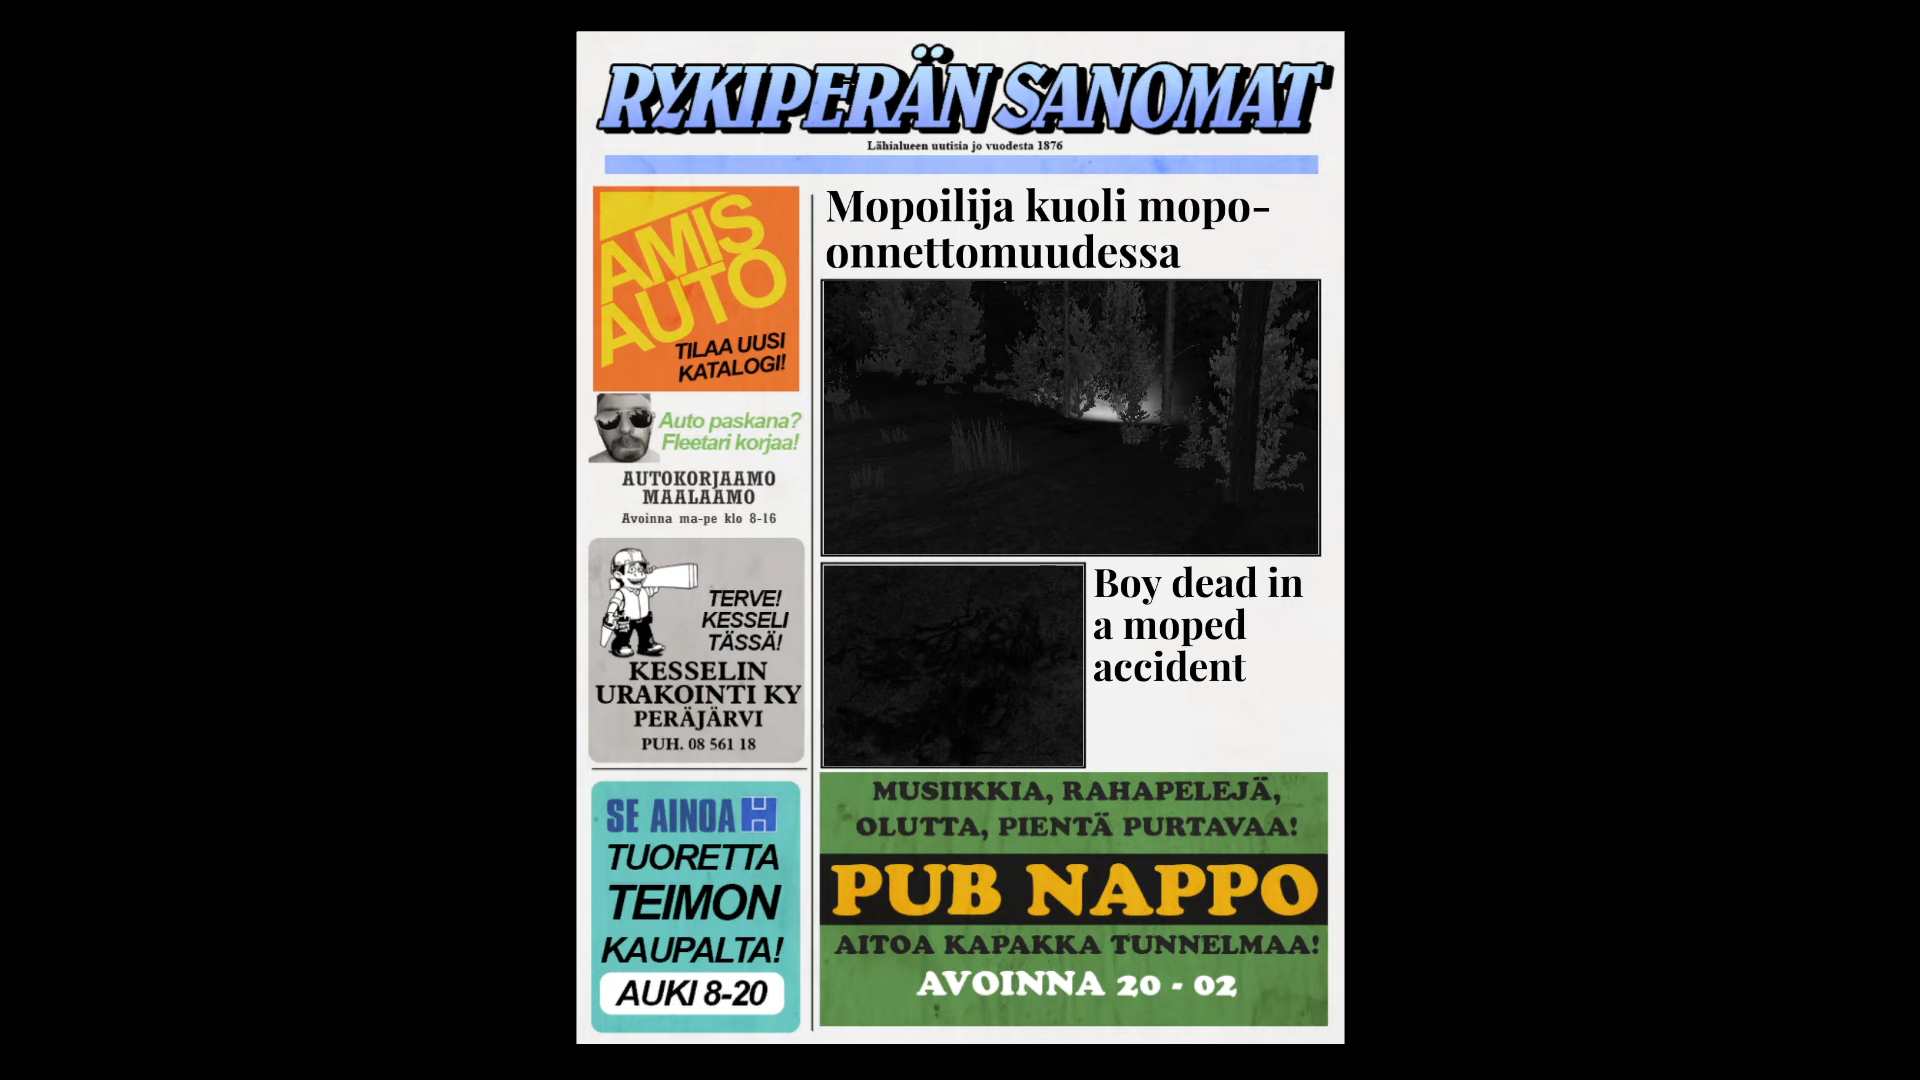 RYKIPERÄN SANOMAT
Lähialueen uutisia jo vuodesta 1876
AMIS
AUTO
TILAA UUSI
KATALOGI!
Auto paskana?
Fleetari korjaa!
AUTOKORJAAMO
MAALAAMO
Avoinna ma-pe klo 8-16
TERVE!
KESSELI
TÄSSÄ!
KESSELIN
URAKOINTI KY
PERÄJÄRVI
PUH. 08 561 18
SE AINOA H
TUORETTA
TEIMON
KAUPALTA!
AUKI 8-20
Mopoilija kuoli mopo-
onnettomuudessa
Boy dead in
a moped
accident
MUSIIKKIA, RAHAPELEJÄ,
OLUTTA, PIENTÄ PURTAVAA!
PUB NAPPO
AITOA KAPAKKA TUNNELMAA!
AVOINNA 20 - 02